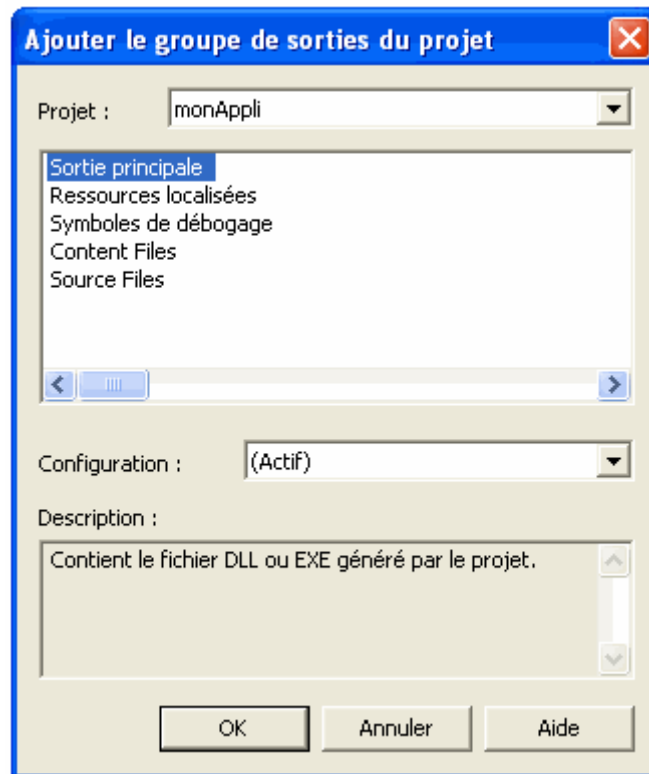 Ajouter le groupe de sorties du projet
Projet : monAppli
Sortie principale
Ressources localisées
Symboles de débogage
Content Files
Source Files
Configuration : (Actif)
Description :
Contient le fichier DLL ou EXE généré par le projet.
OK Annuler Aide